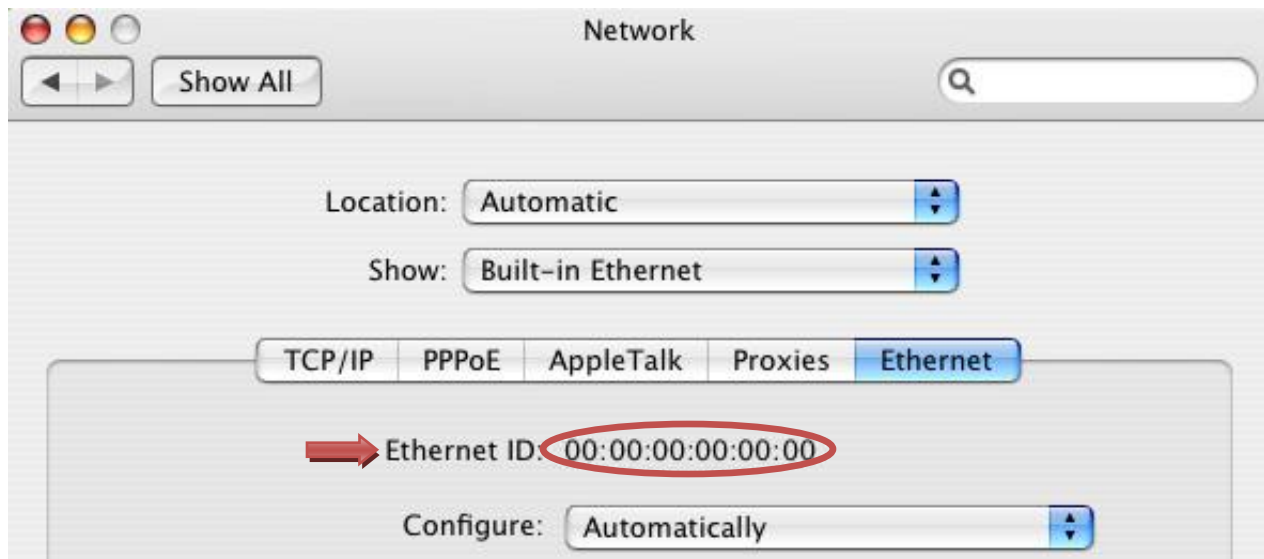 Network
Show All
Location: Automatic
Show: Built-in Ethernet
TCP/IP PPPoE AppleTalk Proxies Ethernet
Ethernet ID: 00:00:00:00:00:00
Configure: Automatically